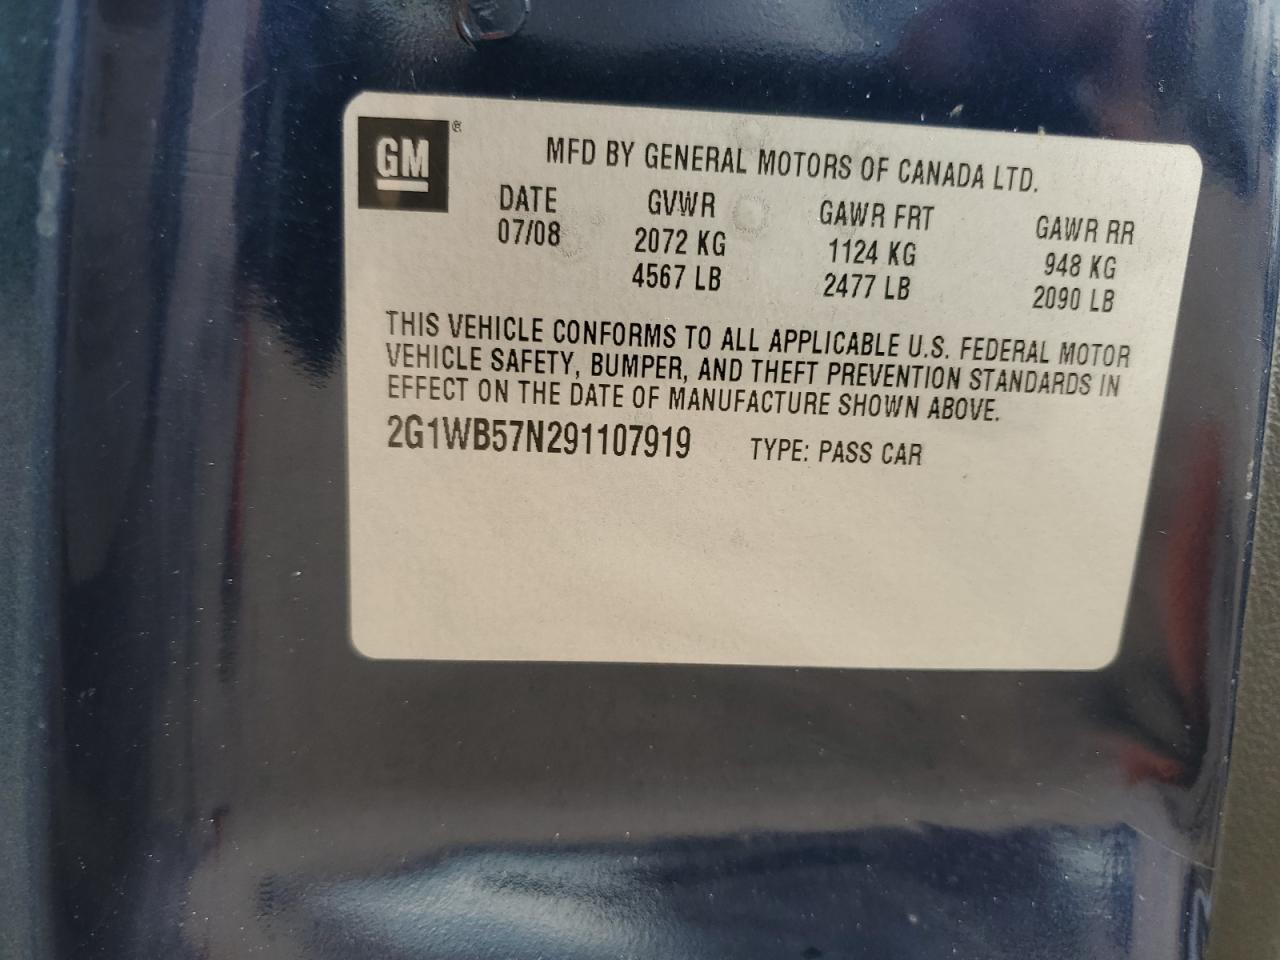 GM®
MFD BY GENERAL MOTORS OF CANADA LTD.
DATE GVWR GAWR FRT GAWR RR
07/08 2072 KG 1124 KG 948 KG
4567 LB 2477 LB 2090 LB
THIS VEHICLE CONFORMS TO ALL APPLICABLE U.S. FEDERAL MOTOR
VEHICLE SAFETY, BUMPER, AND THEFT PREVENTION STANDARDS IN
EFFECT ON THE DATE OF MANUFACTURE SHOWN ABOVE.
2G1WB57N291107919 TYPE: PASS CAR